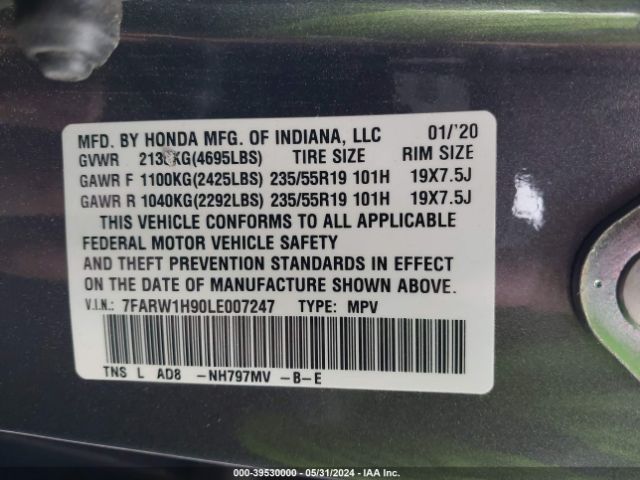 MFD. BY HONDA MFG. OF INDIANA, LLC 01/'20
GVWR (4695LBS) TIRE SIZE RIM SIZE
GAWR F 1100KG(2425LBS) 235/55R19 101H 19X7.5J
GAWR R 1040KG(2292LBS) 235/55R19 101H 19X7.5J
THIS VEHICLE CONFORMS TO ALL APPLICABLE
FEDERAL MOTOR VEHICLE SAFETY
AND THEFT PREVENTION STANDARDS IN EFFECT
ON THE DATE OF MANUFACTURE SHOWN ABOVE.
V.I.N.: 7FARW1H90LE007247 TYPE: MPV
TNS L AD8 -NH797MV -B-E
000-39530000 - 05/31/2024 - IAA Inc.